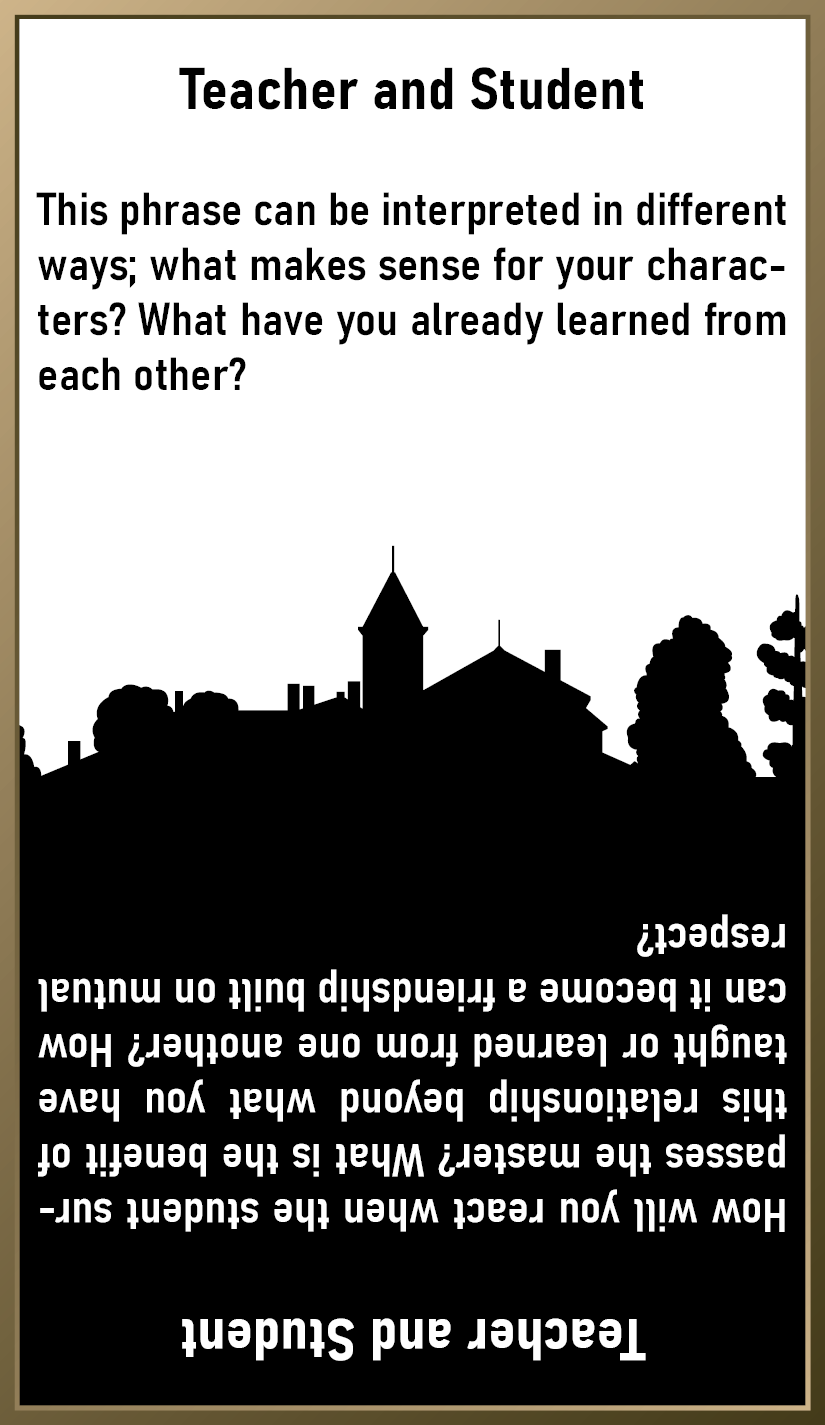 Teacher and Student
This phrase can be interpreted in different
ways; what makes sense for your charac-
ters? What have you already learned from
each other?
Teacher and Student
How will you react when the student sur-
passes the master? What is the benefit of
this relationship beyond what you have
taught or learned from one another? How
can it become a friendship built on mutual
respect?